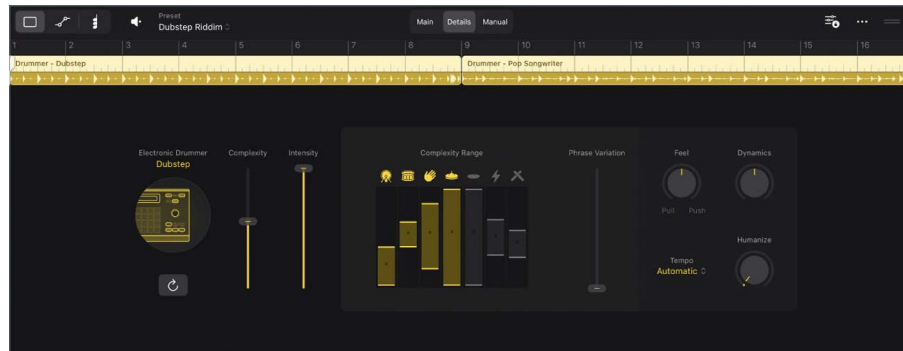 Preset
Dubstep Riddim
Main Details Manual
1 2 3 4 5 6 7 8 9 10 11 12 13 14 15 16
Drummer - Dubstep Drummer - Pop Songwriter
Electronic Drummer Complexity Intensity Complexity Range Phrase Variation Feel Dynamics
Dubstep
Pull Push
Humanize
Tempo
Automatic